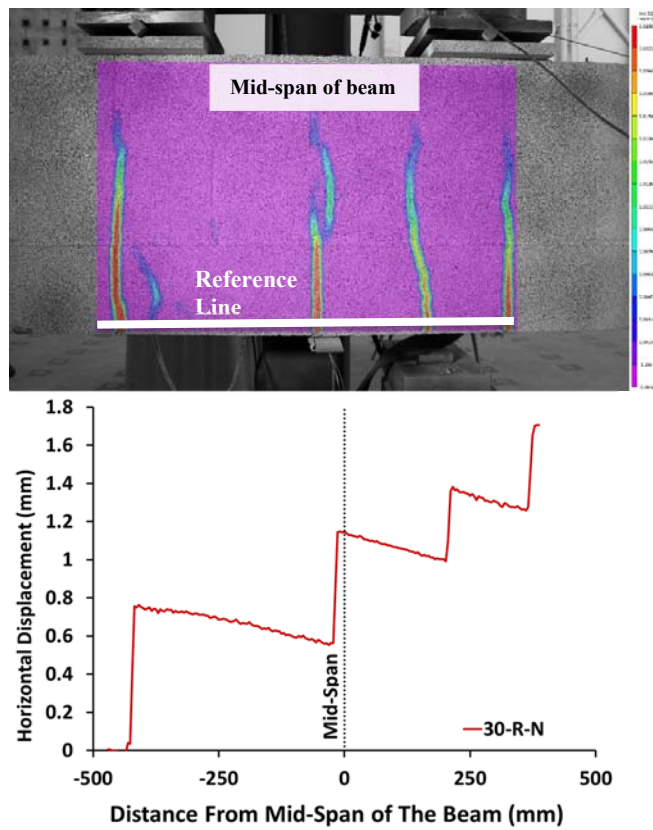 Mid-span of beam
Reference
Line
1.8
1.6
1.4
1.2
1
0.8
0.6
0.4
0.2
0
Horizontal Displacement (mm)
Mid-Span
30-R-N
-500
-250
0
250
500
Distance From Mid-Span of The Beam (mm)